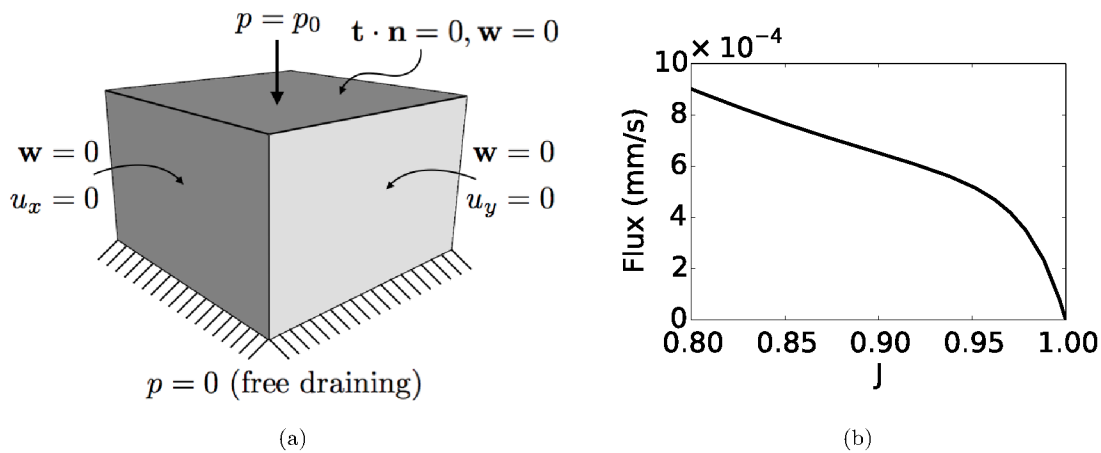 p = p₀
t · n = 0, w = 0
w = 0
uₓ = 0
w = 0
u_y = 0
p = 0 (free draining)
(a)
10 × 10⁻⁴
8
6
4
2
0
Flux (mm/s)
0.80 0.85 0.90 0.95 1.00
J
(b)